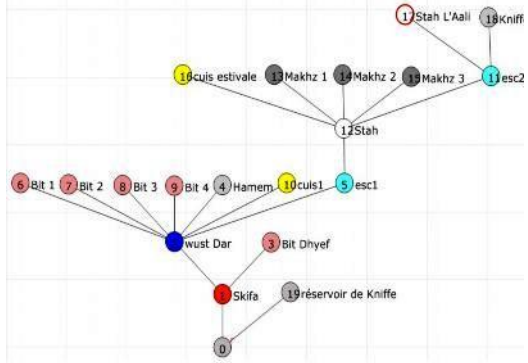 17 Stah L'Aali
18 Kniffe
16 cuis estivale
13 Makhz 1
14 Makhz 2
15 Makhz 3
11 esc2
12 Stah
6 Bit 1
7 Bit 2
8 Bit 3
9 Bit 4
4 Hamem
10 cuis1
5 esc1
wust Dar
3 Bit Dhyef
Skifa
19 réservoir de Kniffe
0